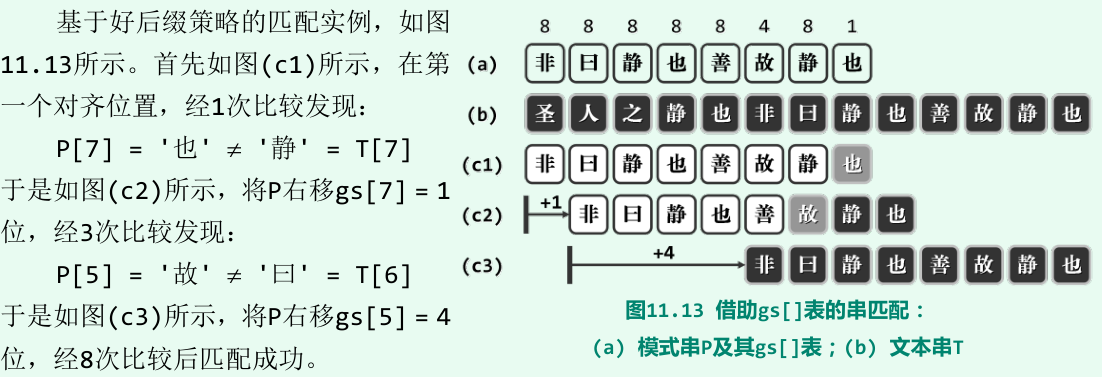 基于好后缀策略的匹配实例，如图
11.13所示。首先如图(c1)所示，在第
一个对齐位置，经1次比较发现：
P[7] = '也' ≠ '静' = T[7]
于是如图(c2)所示，将P右移gs[7] = 1
位，经3次比较发现：
P[5] = '故' ≠ '曰' = T[6]
于是如图(c3)所示，将P右移gs[5] = 4
位，经8次比较后匹配成功。
8 8 8 8 8 4 8 1
(a) 非 曰 静 也 善 故 静 也
(b) 圣 人 之 静 也 非 曰 静 也 善 故 静 也
(c1) 非 曰 静 也 善 故 静 也
(c2) +1 非 曰 静 也 善 故 静 也
(c3) +4 非 曰 静 也 善 故 静 也
图11.13 借助gs[]表的串匹配：
(a) 模式串P及其gs[]表；(b) 文本串T